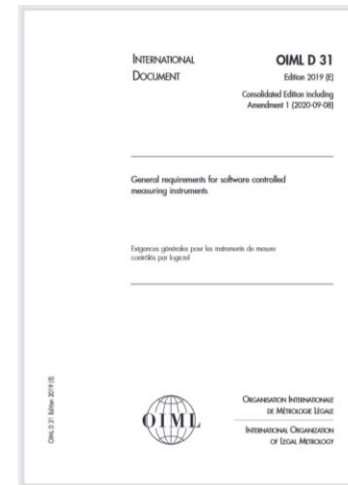 INTERNATIONAL
DOCUMENT
OIML D 31
Edition 2019 (E)
Consolidated Edition including
Amendment 1 (2020-09-08)
General requirements for software controlled
measuring instruments
Exigences générales pour les instruments de mesure
contrôlés par logiciel
OIML D 31 Edition 2019 (E)
OIML
ORGANISATION INTERNATIONALE
DE MÉTROLOGIE LÉGALE
INTERNATIONAL ORGANIZATION
OF LEGAL METROLOGY